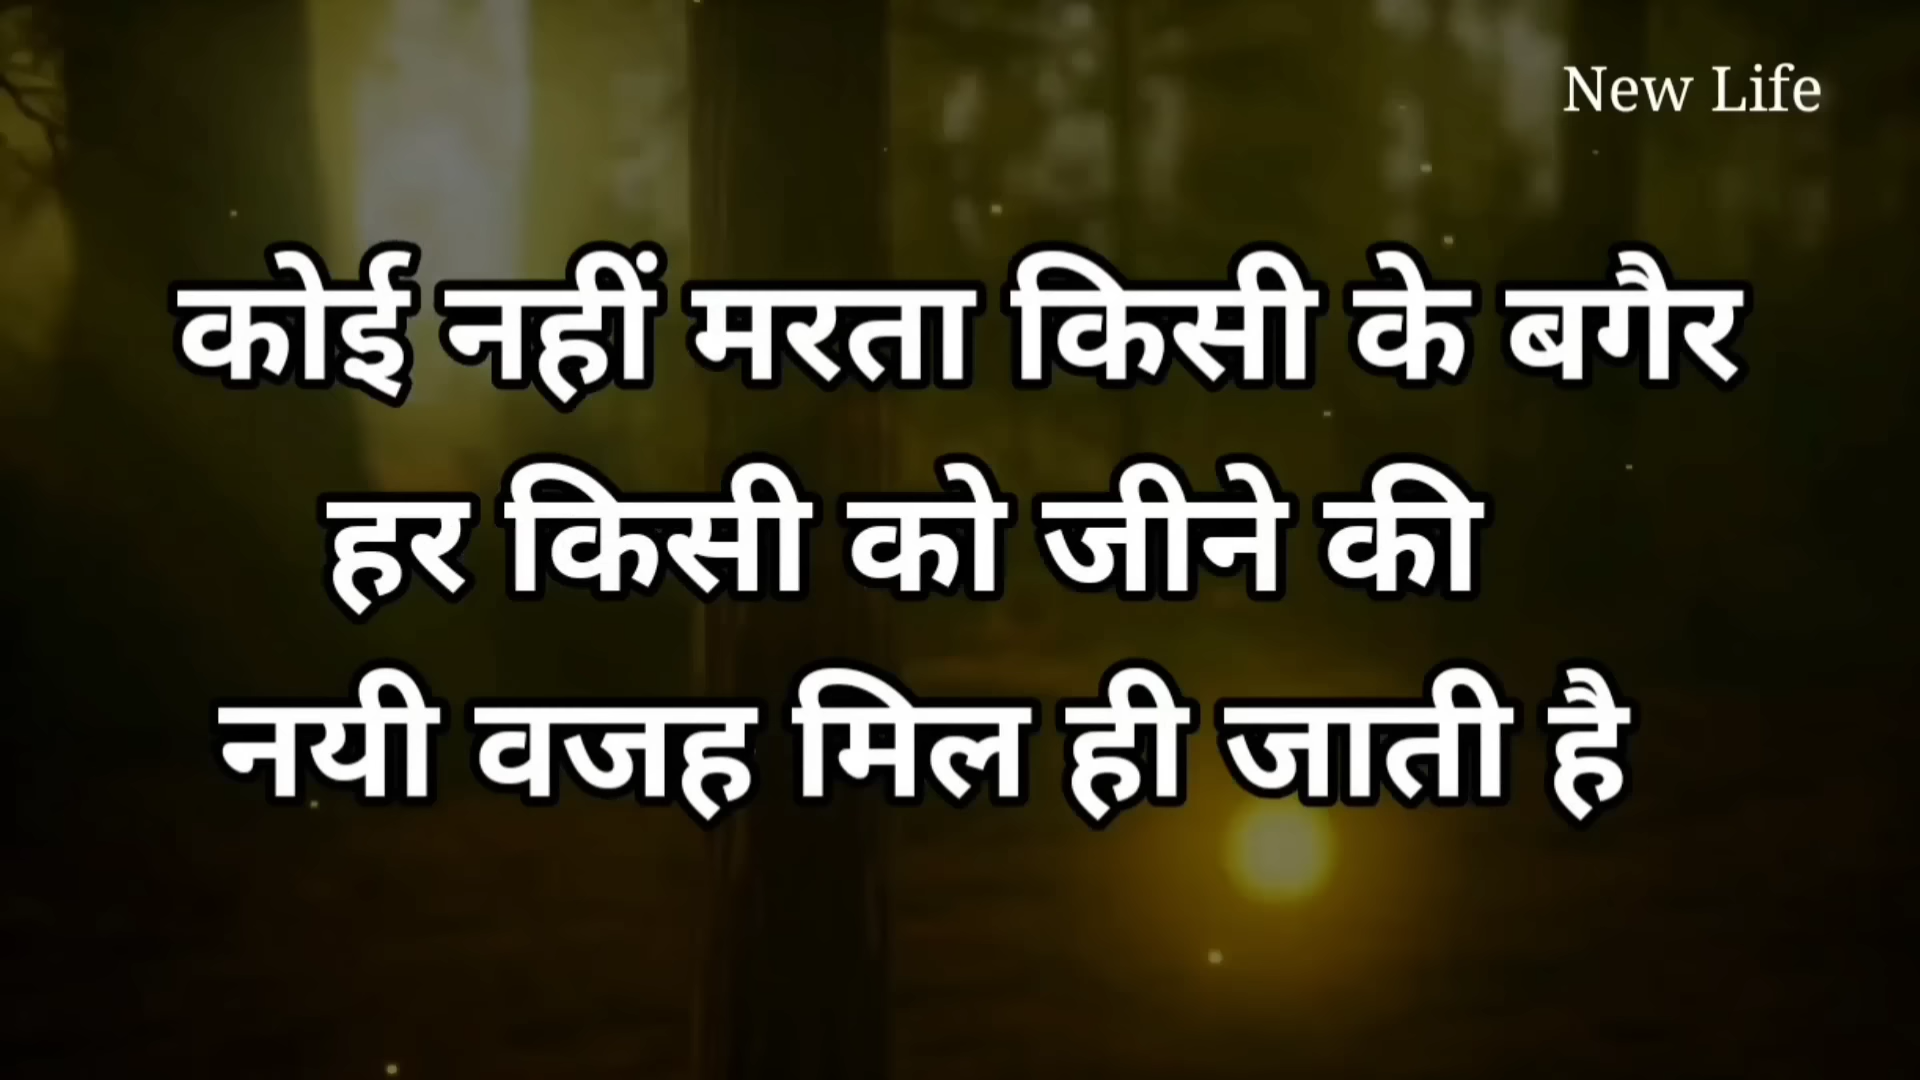 New Life
कोई नहीं मरता किसी के बगैर
हर किसी को जीने की
नयी वजह मिल ही जाती है